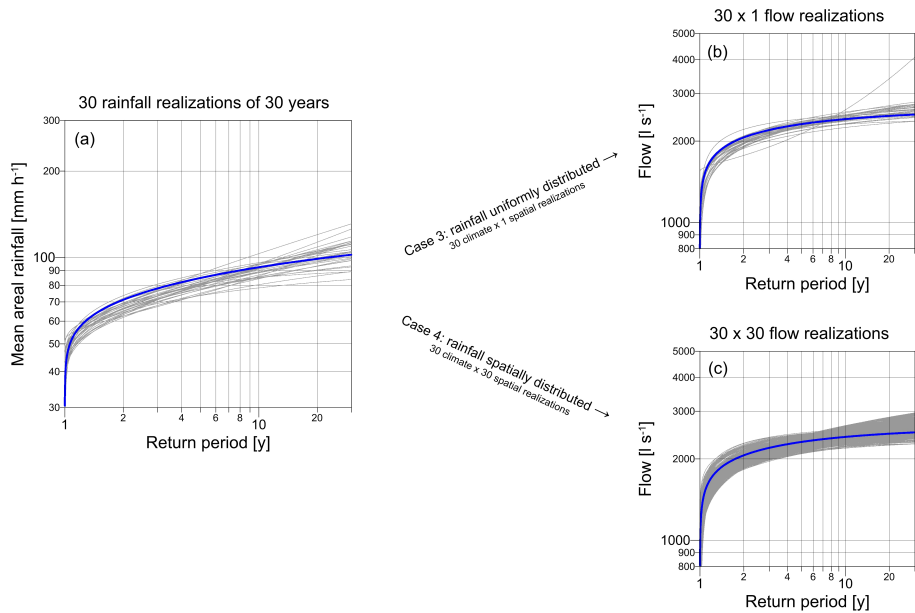 30 rainfall realizations of 30 years
(a)
Mean areal rainfall [mm h⁻¹]
300
200
100
90
80
70
60
50
40
30
1
2
4
6
8
10
20
Return period [y]
Case 3: rainfall uniformly distributed →
30 climate x 1 spatial realizations
Case 4: rainfall spatially distributed →
30 climate x 30 spatial realizations
30 x 1 flow realizations
(b)
Flow [l s⁻¹]
5000
4000
3000
2000
1000
900
800
1
2
4
6
8
10
20
Return period [y]
30 x 30 flow realizations
(c)
Flow [l s⁻¹]
5000
4000
3000
2000
1000
900
800
1
2
4
6
8
10
20
Return period [y]